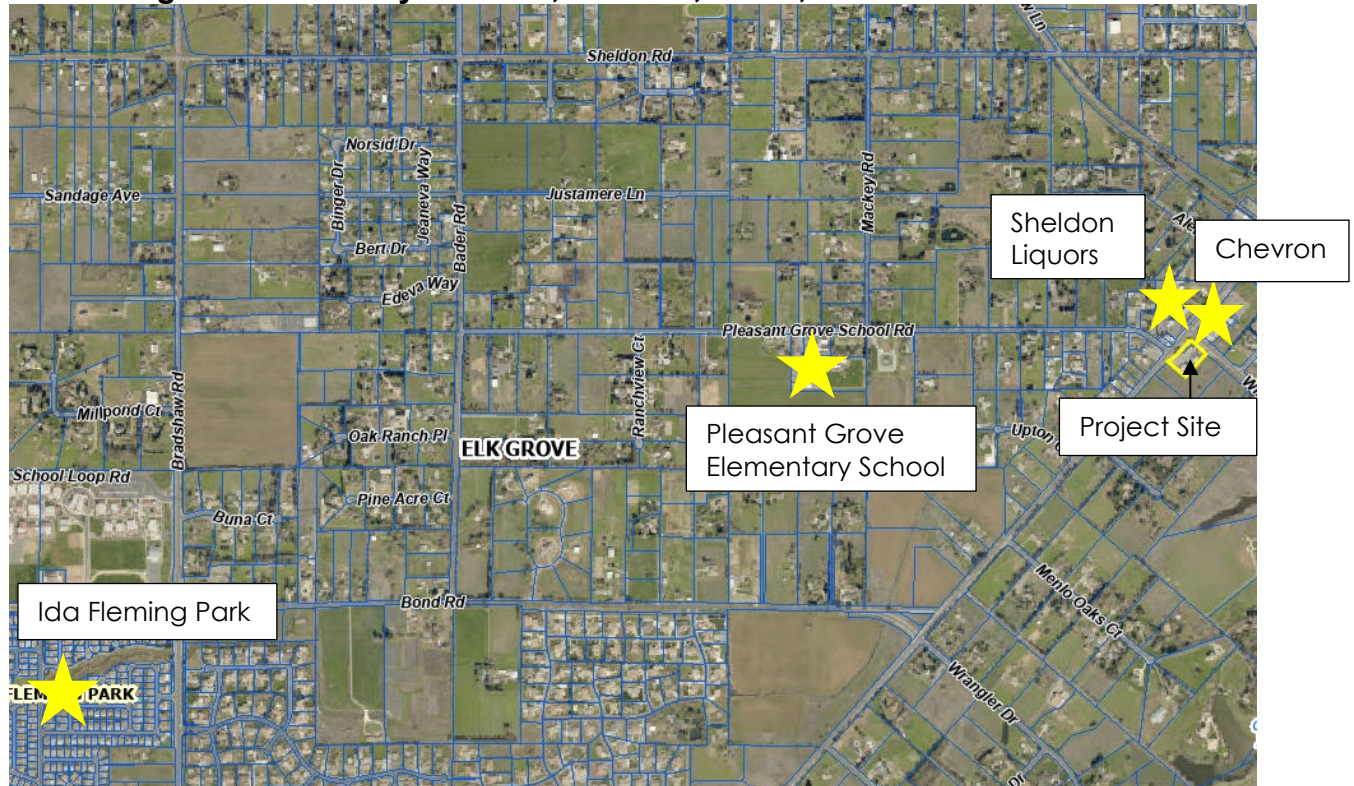 Sheldon Rd
Norsid Dr
Binger Dr
Jeaneva Way
Sandage Ave
Justamere Ln
Bader Rd
Mackey Rd
Bert Dr
Edeva Way
Sheldon
Liquors
Chevron
Pleasant Grove School Rd
Bradshaw Rd
Ranchview Ct
Millpond Ct
Oak Ranch Pl
ELK GROVE
Pleasant Grove
Elementary School
Upton
Project Site
School Loop Rd
Pine Acre Ct
Buna Ct
Menlo Oaks Ct
Ida Fleming Park
Bond Rd
Wrangler Dr
PARK
Dr